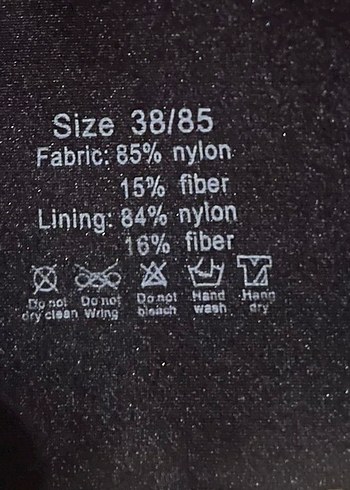 Size 38/85
Fabric: 85% nylon
15% fiber
Lining: 84% nylon
16% fiber
Do not Do not Do not Hand Hang
dry clean Wring bleach wash dry